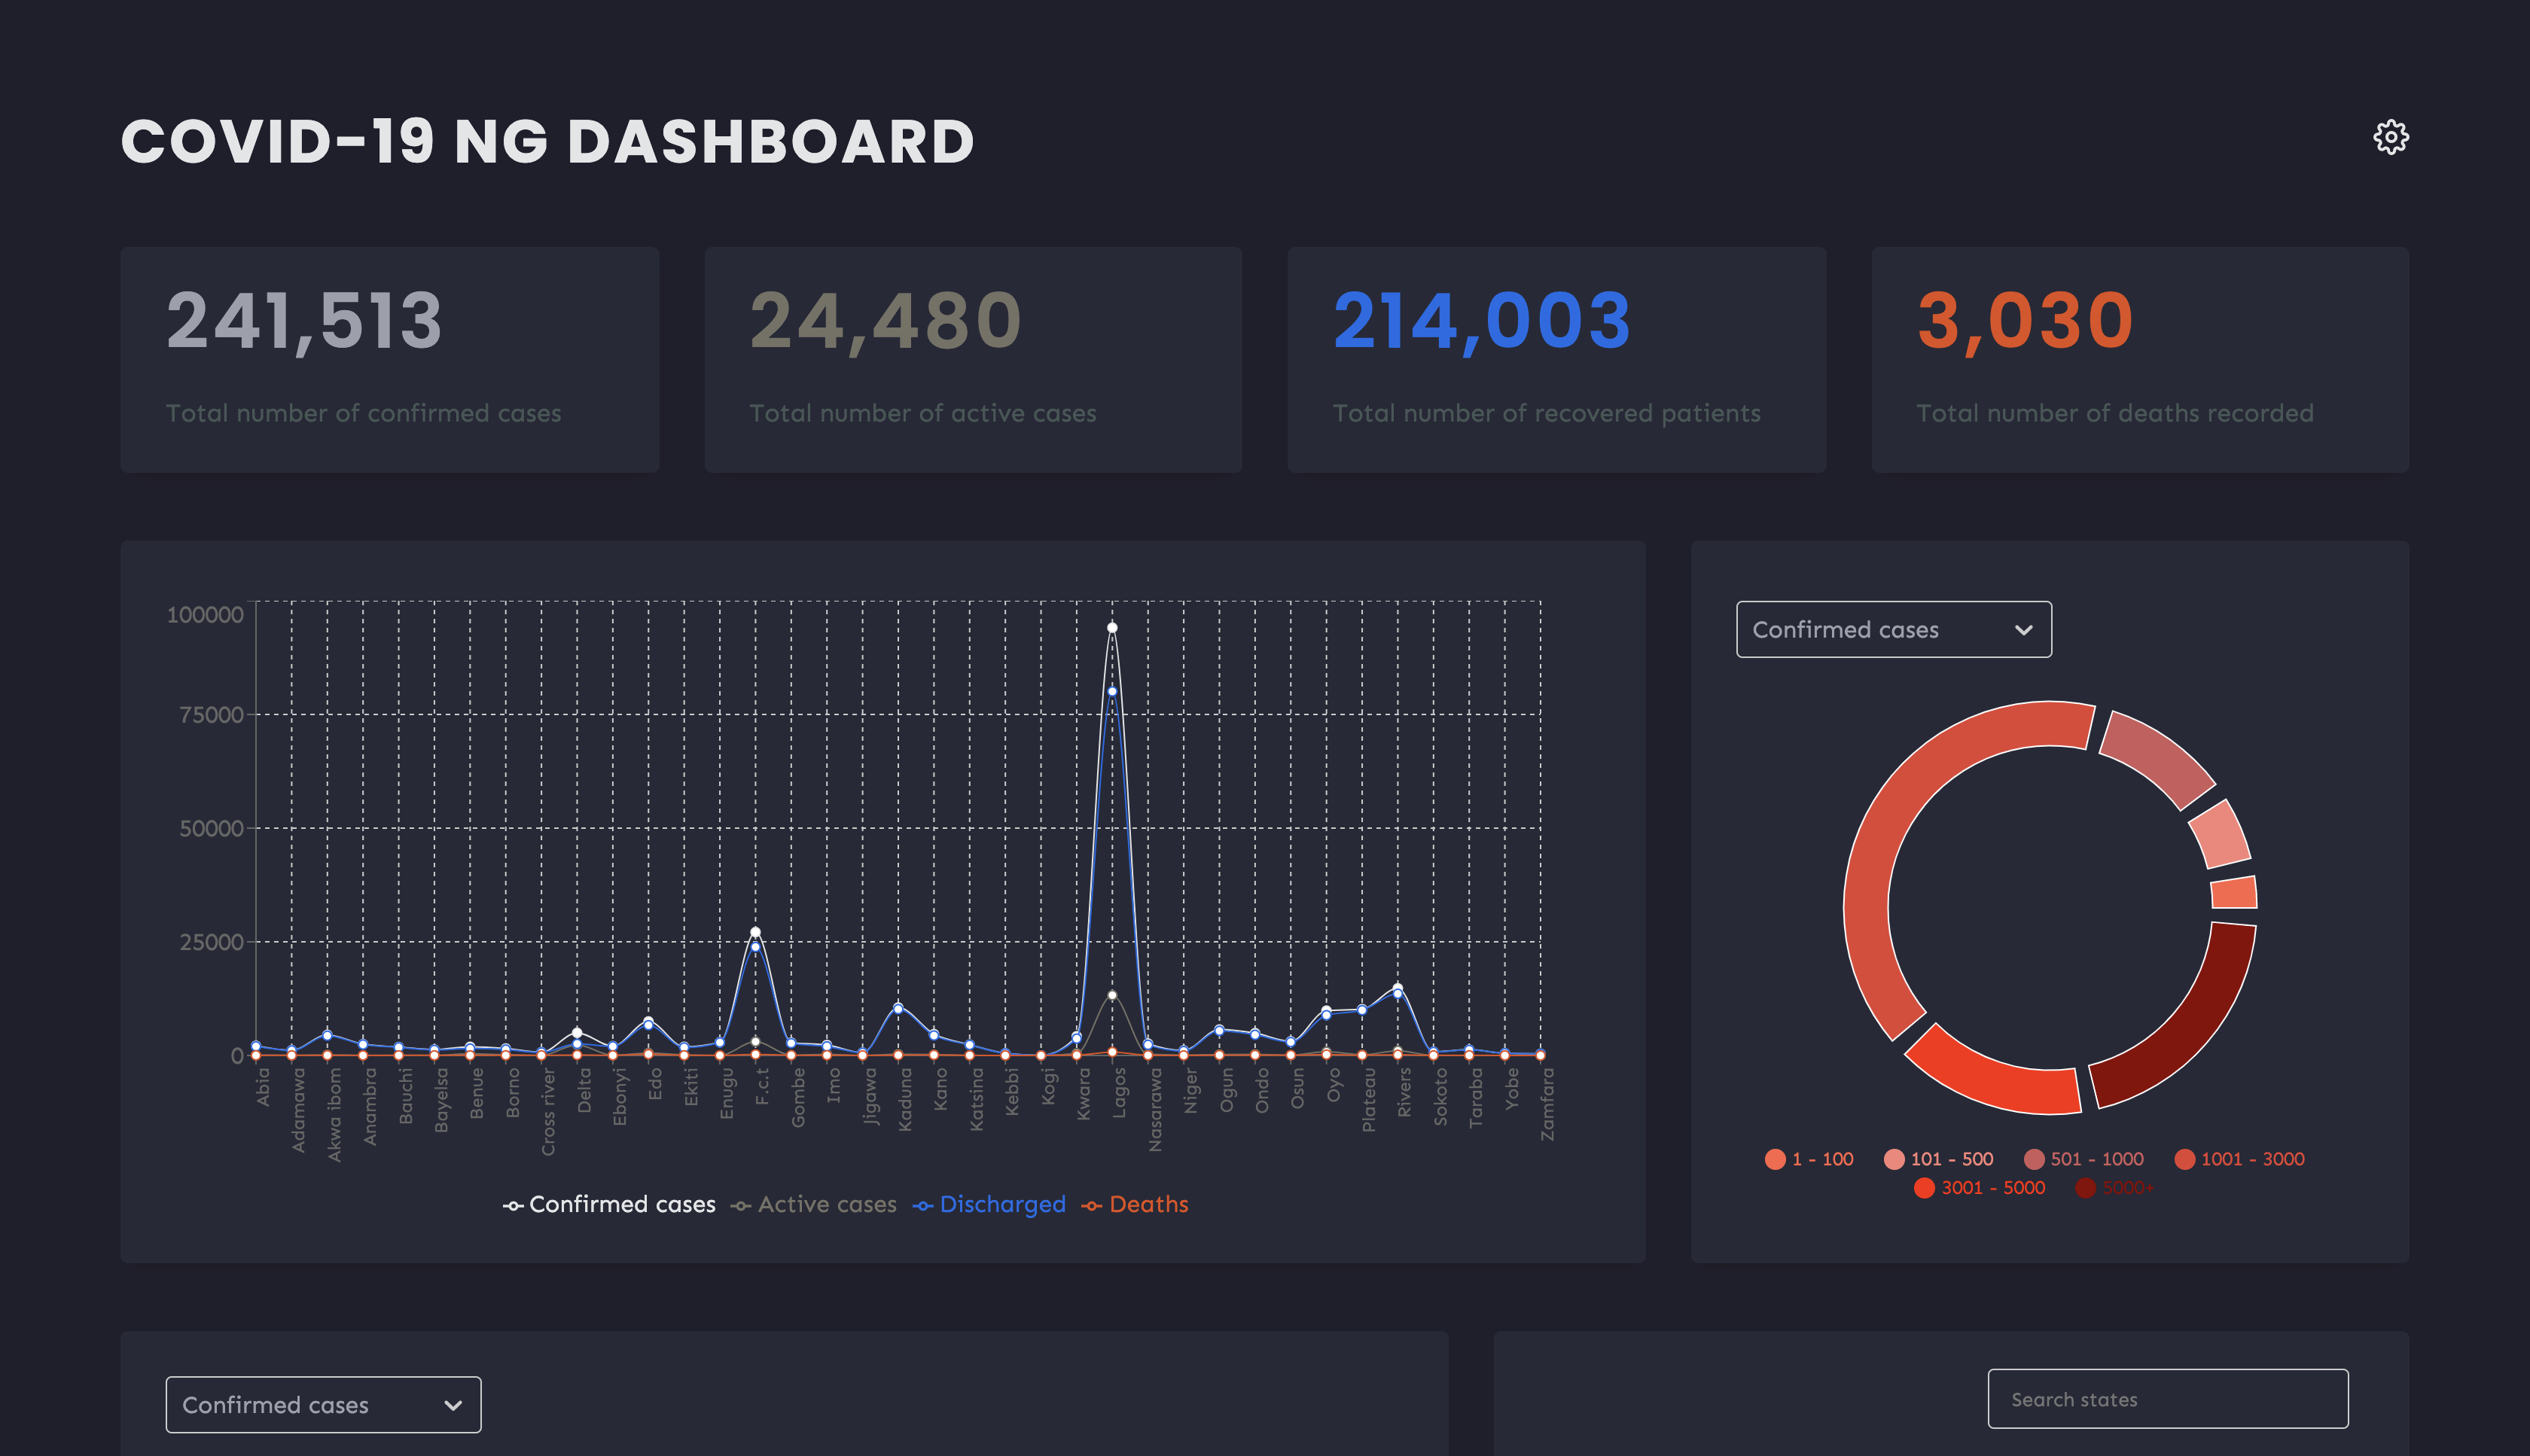 COVID-19 NG DASHBOARD
241,513
Total number of confirmed cases
24,480
Total number of active cases
214,003
Total number of recovered patients
3,030
Total number of deaths recorded
100000
75000
50000
25000
0
Abia
Adamawa
Akwa ibom
Anambra
Bauchi
Bayelsa
Benue
Borno
Cross river
Delta
Ebonyi
Edo
Ekiti
Enugu
F.c.t
Gombe
Imo
Jigawa
Kaduna
Kano
Katsina
Kebbi
Kogi
Kwara
Lagos
Nasarawa
Niger
Ogun
Ondo
Osun
Oyo
Plateau
Rivers
Sokoto
Taraba
Yobe
Zamfara
Confirmed cases Active cases Discharged Deaths
Confirmed cases
1 - 100 101 - 500 501 - 1000 1001 - 3000
3001 - 5000 5000+
Confirmed cases
Search states